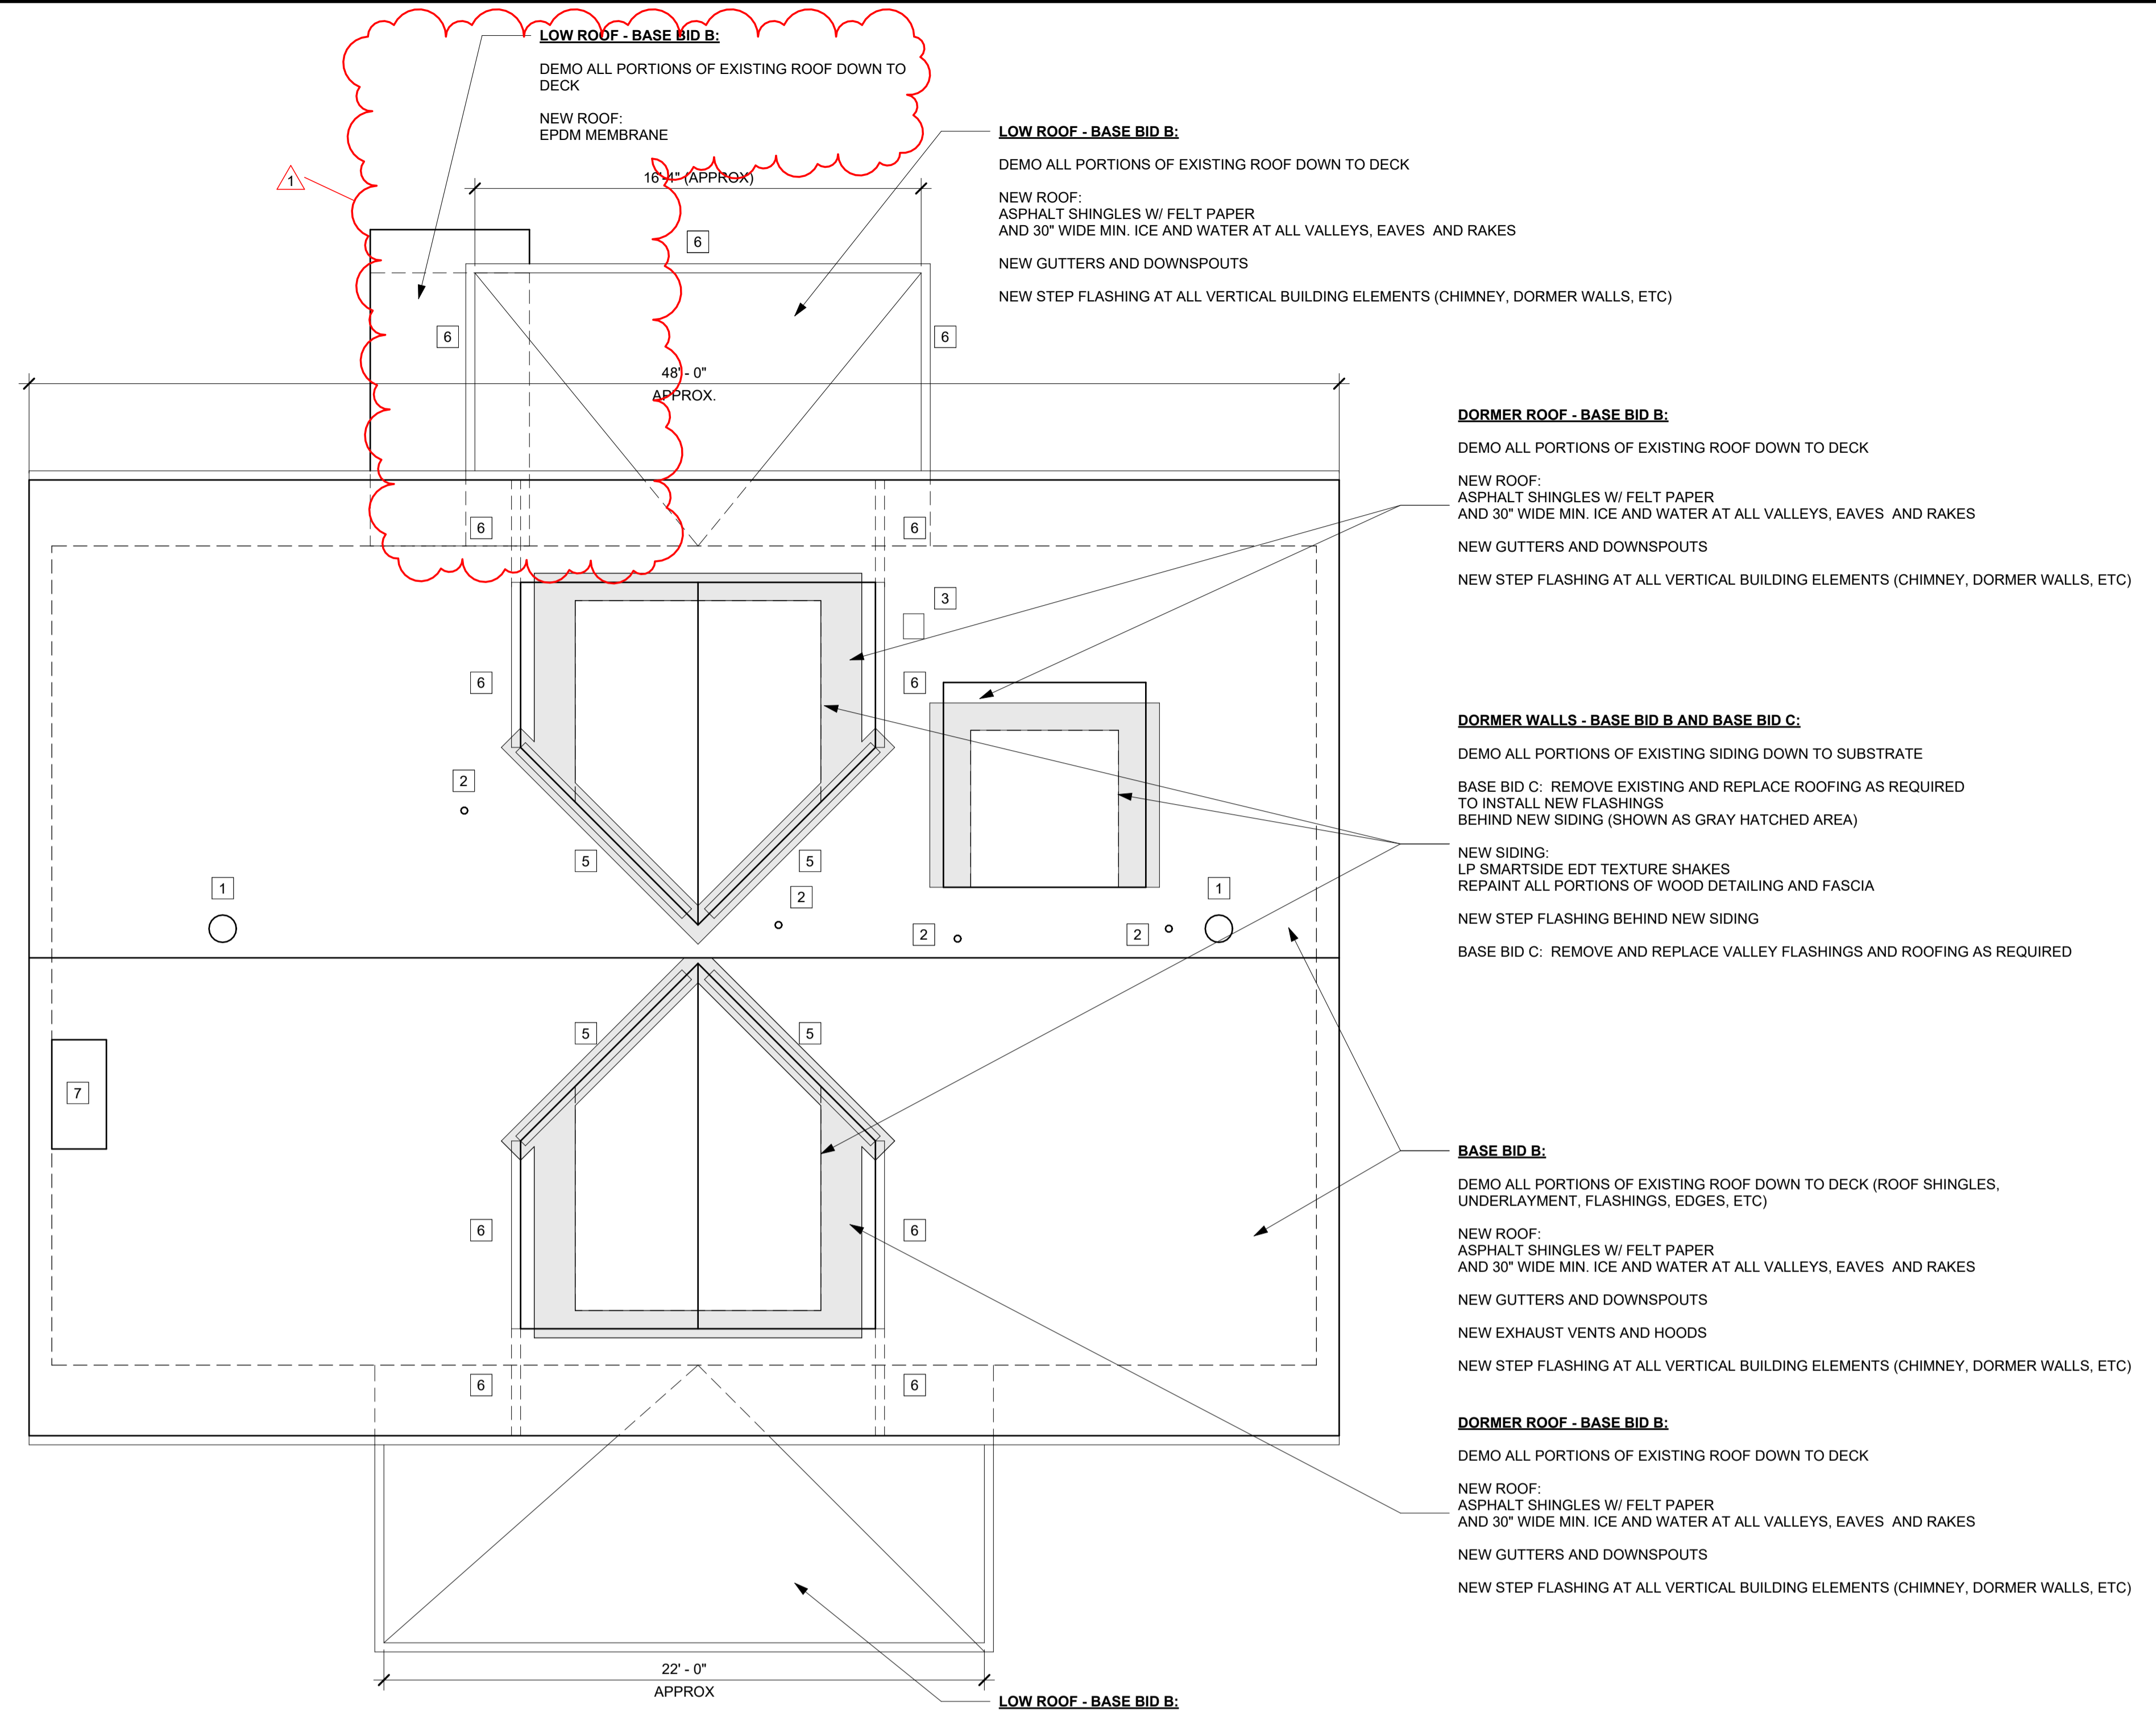 LOW ROOF - BASE BID B:
DEMO ALL PORTIONS OF EXISTING ROOF DOWN TO
DECK
NEW ROOF:
EPDM MEMBRANE
LOW ROOF - BASE BID B:
DEMO ALL PORTIONS OF EXISTING ROOF DOWN TO DECK
NEW ROOF:
ASPHALT SHINGLES W/ FELT PAPER
AND 30" WIDE MIN. ICE AND WATER AT ALL VALLEYS, EAVES AND RAKES
NEW GUTTERS AND DOWNSPOUTS
NEW STEP FLASHING AT ALL VERTICAL BUILDING ELEMENTS (CHIMNEY, DORMER WALLS, ETC)
1
16'-4" (APPROX)
6
6
6
48' - 0"
APPROX.
DORMER ROOF - BASE BID B:
DEMO ALL PORTIONS OF EXISTING ROOF DOWN TO DECK
NEW ROOF:
ASPHALT SHINGLES W/ FELT PAPER
AND 30" WIDE MIN. ICE AND WATER AT ALL VALLEYS, EAVES AND RAKES
NEW GUTTERS AND DOWNSPOUTS
NEW STEP FLASHING AT ALL VERTICAL BUILDING ELEMENTS (CHIMNEY, DORMER WALLS, ETC)
6
6
3
6
6
2
5
5
1
2
2
2
1
DORMER WALLS - BASE BID B AND BASE BID C:
DEMO ALL PORTIONS OF EXISTING SIDING DOWN TO SUBSTRATE
BASE BID C: REMOVE EXISTING AND REPLACE ROOFING AS REQUIRED
TO INSTALL NEW FLASHINGS
BEHIND NEW SIDING (SHOWN AS GRAY HATCHED AREA)
NEW SIDING:
LP SMARTSIDE EDT TEXTURE SHAKES
REPAINT ALL PORTIONS OF WOOD DETAILING AND FASCIA
NEW STEP FLASHING BEHIND NEW SIDING
BASE BID C: REMOVE AND REPLACE VALLEY FLASHINGS AND ROOFING AS REQUIRED
5
5
7
6
6
6
6
BASE BID B:
DEMO ALL PORTIONS OF EXISTING ROOF DOWN TO DECK (ROOF SHINGLES,
UNDERLAYMENT, FLASHINGS, EDGES, ETC)
NEW ROOF:
ASPHALT SHINGLES W/ FELT PAPER
AND 30" WIDE MIN. ICE AND WATER AT ALL VALLEYS, EAVES AND RAKES
NEW GUTTERS AND DOWNSPOUTS
NEW EXHAUST VENTS AND HOODS
NEW STEP FLASHING AT ALL VERTICAL BUILDING ELEMENTS (CHIMNEY, DORMER WALLS, ETC)
DORMER ROOF - BASE BID B:
DEMO ALL PORTIONS OF EXISTING ROOF DOWN TO DECK
NEW ROOF:
ASPHALT SHINGLES W/ FELT PAPER
AND 30" WIDE MIN. ICE AND WATER AT ALL VALLEYS, EAVES AND RAKES
NEW GUTTERS AND DOWNSPOUTS
NEW STEP FLASHING AT ALL VERTICAL BUILDING ELEMENTS (CHIMNEY, DORMER WALLS, ETC)
22' - 0"
APPROX
LOW ROOF - BASE BID B: